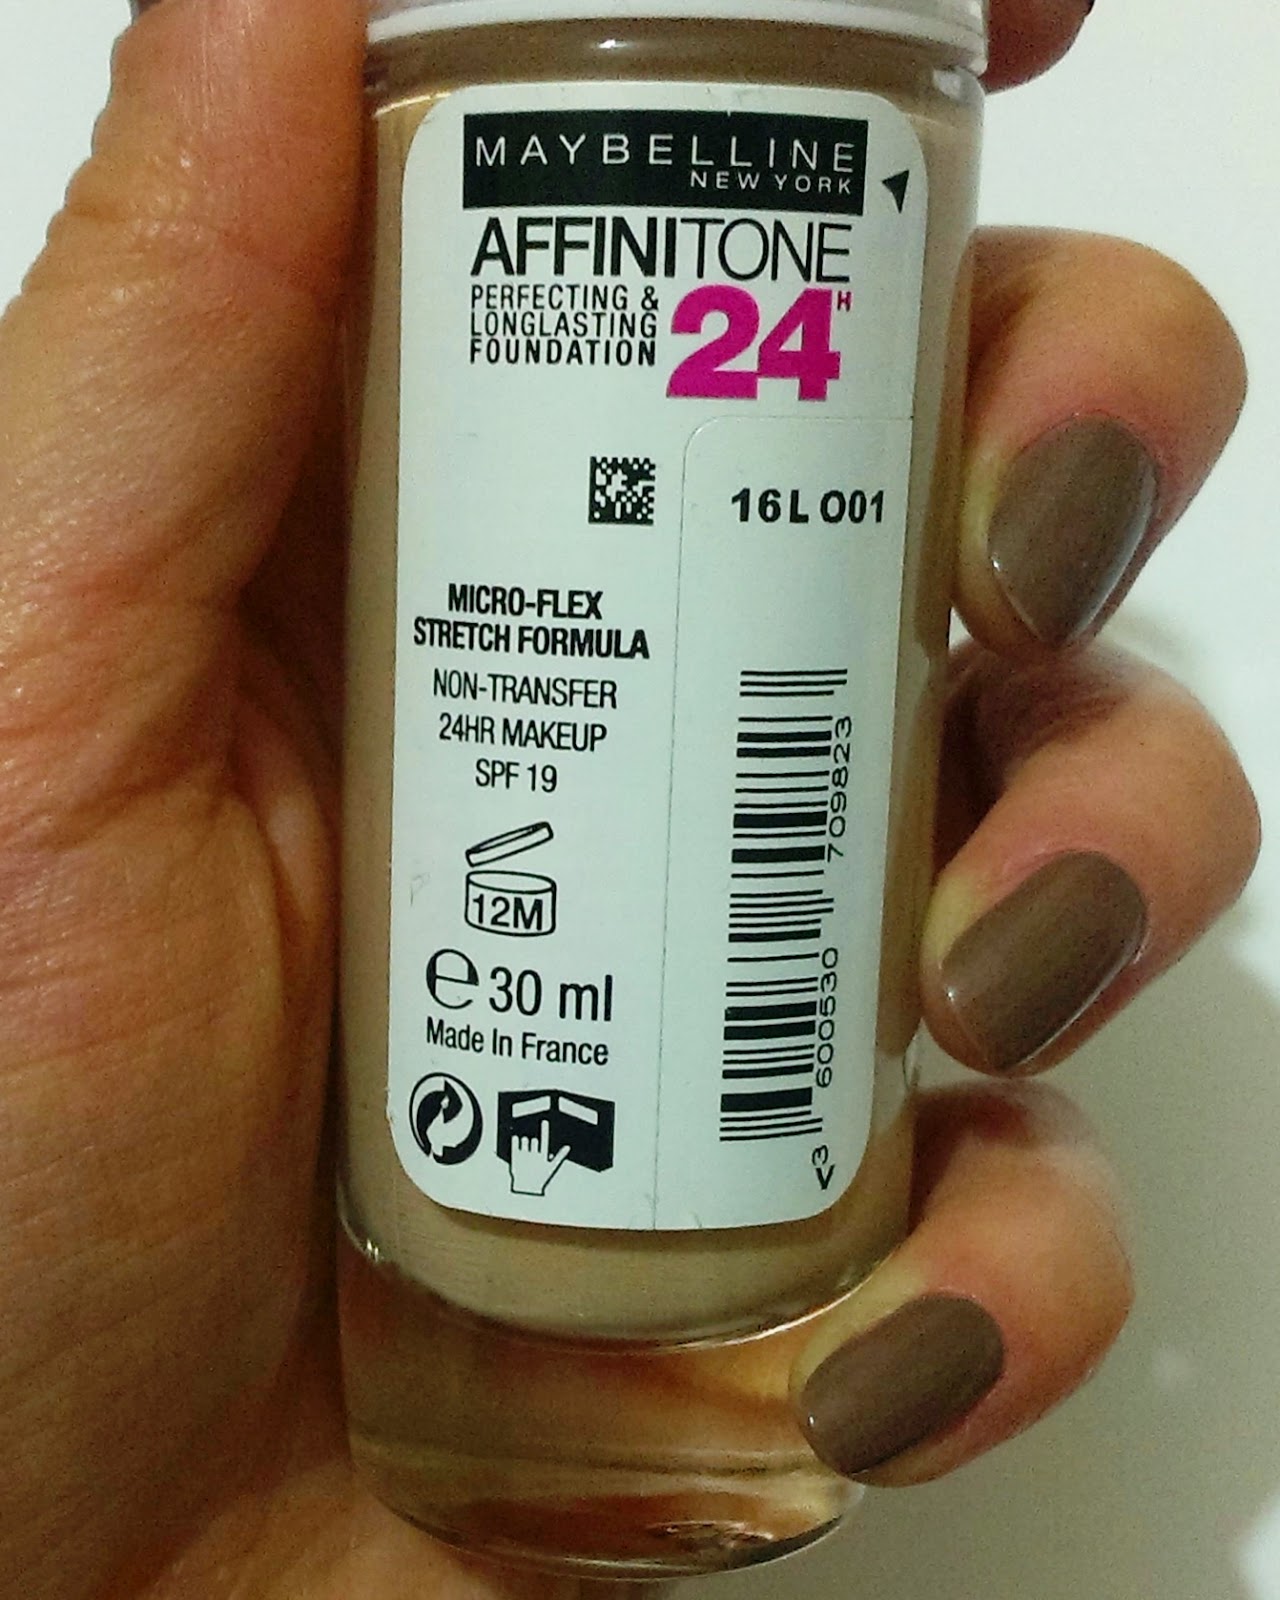 MAYBELLINE
NEW YORK
AFFINITONE
PERFECTING &
LONGLASTING
FOUNDATION
24H
16L O01
MICRO-FLEX
STRETCH FORMULA
NON-TRANSFER
24HR MAKEUP
SPF 19
12M
e 30 ml
Made In France
<3 600530 709823